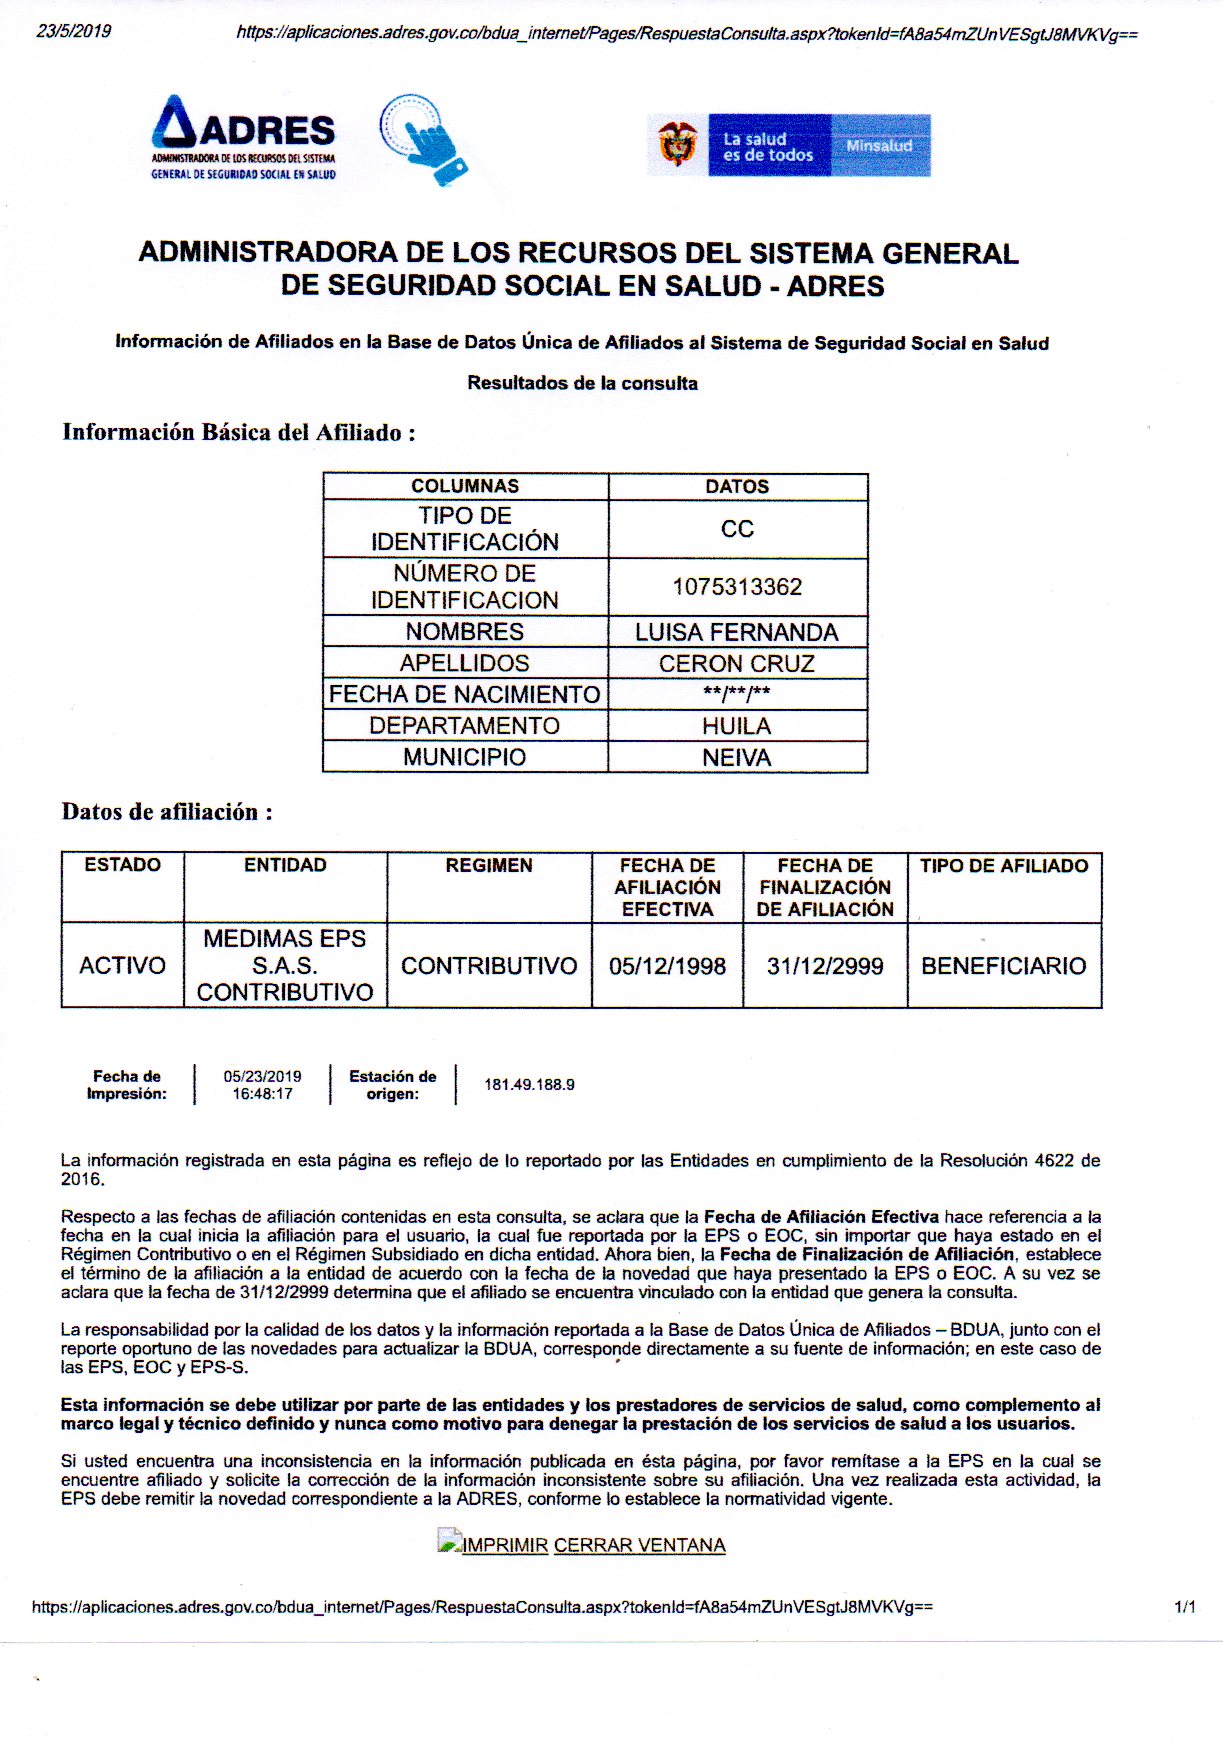 23/5/2019 https://aplicaciones.adres.gov.co/bdua_internet/Pages/RespuestaConsulta.aspx?tokenId=fA8a54mZUnVESgtJ8MVKVg==
ADRES
ADMINISTRADORA DE LOS RECURSOS DEL SISTEMA
GENERAL DE SEGURIDAD SOCIAL EN SALUD
La salud
es de todos
Minsalud
ADMINISTRADORA DE LOS RECURSOS DEL SISTEMA GENERAL
DE SEGURIDAD SOCIAL EN SALUD - ADRES
Información de Afiliados en la Base de Datos Única de Afiliados al Sistema de Seguridad Social en Salud
Resultados de la consulta
Información Básica del Afiliado :
COLUMNAS DATOS
TIPO DE
IDENTIFICACIÓN CC
NÚMERO DE
IDENTIFICACION 1075313362
NOMBRES LUISA FERNANDA
APELLIDOS CERON CRUZ
FECHA DE NACIMIENTO **/**/**
DEPARTAMENTO HUILA
MUNICIPIO NEIVA
Datos de afiliación :
ESTADO ENTIDAD REGIMEN FECHA DE AFILIACIÓN EFECTIVA FECHA DE FINALIZACIÓN DE AFILIACIÓN TIPO DE AFILIADO
ACTIVO MEDIMAS EPS S.A.S. CONTRIBUTIVO CONTRIBUTIVO 05/12/1998 31/12/2999 BENEFICIARIO
Fecha de Impresión: 05/23/2019 16:48:17 Estación de origen: 181.49.188.9
La información registrada en esta página es reflejo de lo reportado por las Entidades en cumplimiento de la Resolución 4622 de
2016.
Respecto a las fechas de afiliación contenidas en esta consulta, se aclara que la Fecha de Afiliación Efectiva hace referencia a la
fecha en la cual inicia la afiliación para el usuario, la cual fue reportada por la EPS o EOC, sin importar que haya estado en el
Régimen Contributivo o en el Régimen Subsidiado en dicha entidad. Ahora bien, la Fecha de Finalización de Afiliación, establece
el término de la afiliación a la entidad de acuerdo con la fecha de la novedad que haya presentado la EPS o EOC. A su vez se
aclara que la fecha de 31/12/2999 determina que el afiliado se encuentra vinculado con la entidad que genera la consulta.
La responsabilidad por la calidad de los datos y la información reportada a la Base de Datos Única de Afiliados – BDUA, junto con el
reporte oportuno de las novedades para actualizar la BDUA, corresponde directamente a su fuente de información; en este caso de
las EPS, EOC y EPS-S.
Esta información se debe utilizar por parte de las entidades y los prestadores de servicios de salud, como complemento al
marco legal y técnico definido y nunca como motivo para denegar la prestación de los servicios de salud a los usuarios.
Si usted encuentra una inconsistencia en la información publicada en ésta página, por favor remítase a la EPS en la cual se
encuentre afiliado y solicite la corrección de la información inconsistente sobre su afiliación. Una vez realizada esta actividad, la
EPS debe remitir la novedad correspondiente a la ADRES, conforme lo establece la normatividad vigente.
IMPRIMIR CERRAR VENTANA
https://aplicaciones.adres.gov.co/bdua_internet/Pages/RespuestaConsulta.aspx?tokenId=fA8a54mZUnVESgtJ8MVKVg== 1/1